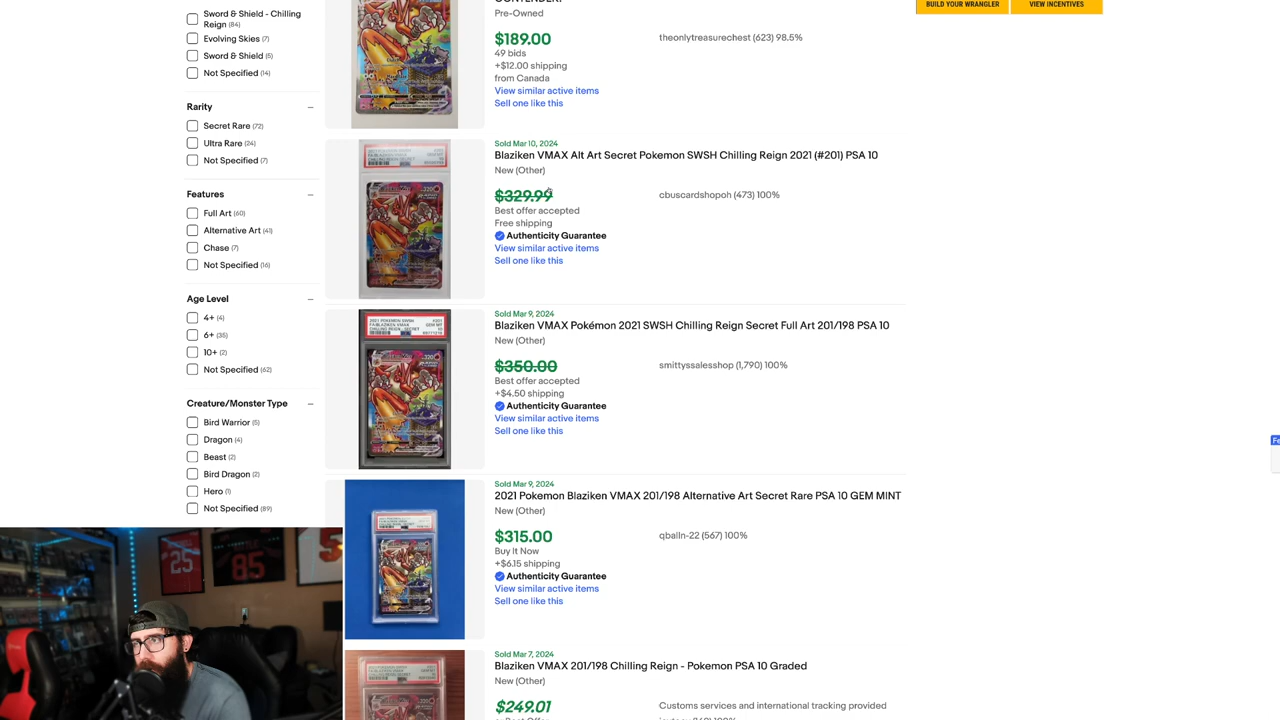 BUILD YOUR WRANGLER
VIEW INCENTIVES
Sword & Shield - Chilling
Reign (84)
Evolving Skies (7)
Sword & Shield (5)
Not Specified (14)
Rarity
Secret Rare (72)
Ultra Rare (24)
Not Specified (7)
Features
Full Art (60)
Alternative Art (41)
Chase (7)
Not Specified (16)
Age Level
4+ (4)
6+ (35)
10+ (2)
Not Specified (62)
Creature/Monster Type
Bird Warrior (5)
Dragon (4)
Beast (2)
Bird Dragon (2)
Hero (1)
Not Specified (89)
Pre-Owned
$189.00
49 bids
+$12.00 shipping
from Canada
View similar active items
Sell one like this
theonlytreasurechest (623) 98.5%
Sold Mar 10, 2024
Blaziken VMAX Alt Art Secret Pokemon SWSH Chilling Reign 2021 (#201) PSA 10
New (Other)
$329.99
Best offer accepted
Free shipping
Authenticity Guarantee
View similar active items
Sell one like this
cbuscardshopoh (473) 100%
Sold Mar 9, 2024
Blaziken VMAX Pokémon 2021 SWSH Chilling Reign Secret Full Art 201/198 PSA 10
New (Other)
$350.00
Best offer accepted
+$4.50 shipping
Authenticity Guarantee
View similar active items
Sell one like this
smittyssalesshop (1,790) 100%
Sold Mar 9, 2024
2021 Pokemon Blaziken VMAX 201/198 Alternative Art Secret Rare PSA 10 GEM MINT
New (Other)
$315.00
Buy It Now
+$6.15 shipping
Authenticity Guarantee
View similar active items
Sell one like this
qballn-22 (567) 100%
Sold Mar 7, 2024
Blaziken VMAX 201/198 Chilling Reign - Pokemon PSA 10 Graded
New (Other)
$249.01
Customs services and international tracking provided
25
85